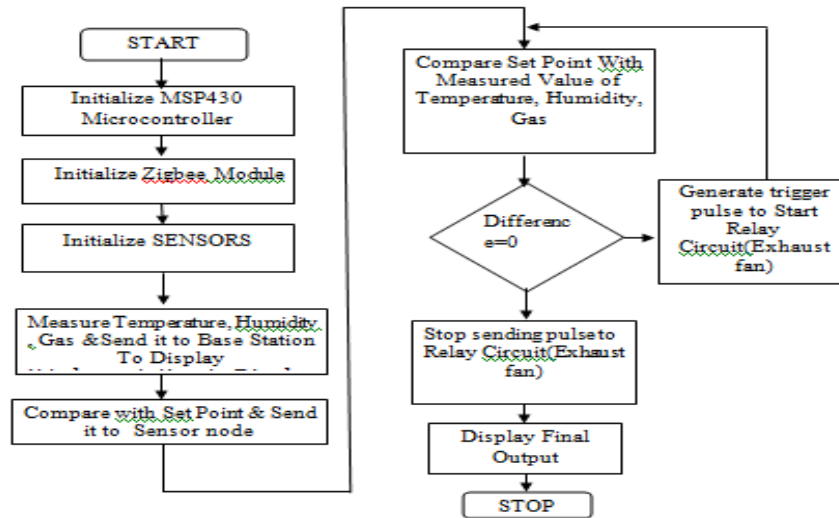 START
Initialize MSP430
Microcontroller
Initialize Zigbee Module
Initialize SENSORS
Measure Temperature, Humidity
, Gas &Send it to Base Station
To Display
Compare with Set Point & Send
it to Sensor node
Compare Set Point With
Measured Value of
Temperature, Humidity,
Gas
Differenc
e=0
Generate trigger
pulse to Start
Relay
Circuit(Exhaust
fan)
Stop sending pulse to
Relay Circuit(Exhaust
fan)
Display Final
Output
STOP